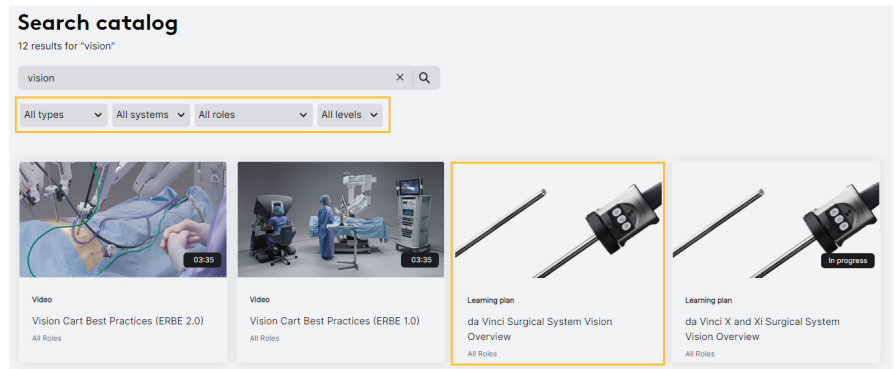 Search catalog
12 results for "vision"
vision
All types All systems All roles All levels
03:35
03:35
In progress
Video
Vision Cart Best Practices (ERBE 2.0)
All Roles
Video
Vision Cart Best Practices (ERBE 1.0)
All Roles
Learning plan
da Vinci Surgical System Vision
Overview
All Roles
Learning plan
da Vinci X and Xi Surgical System
Vision Overview
All Roles